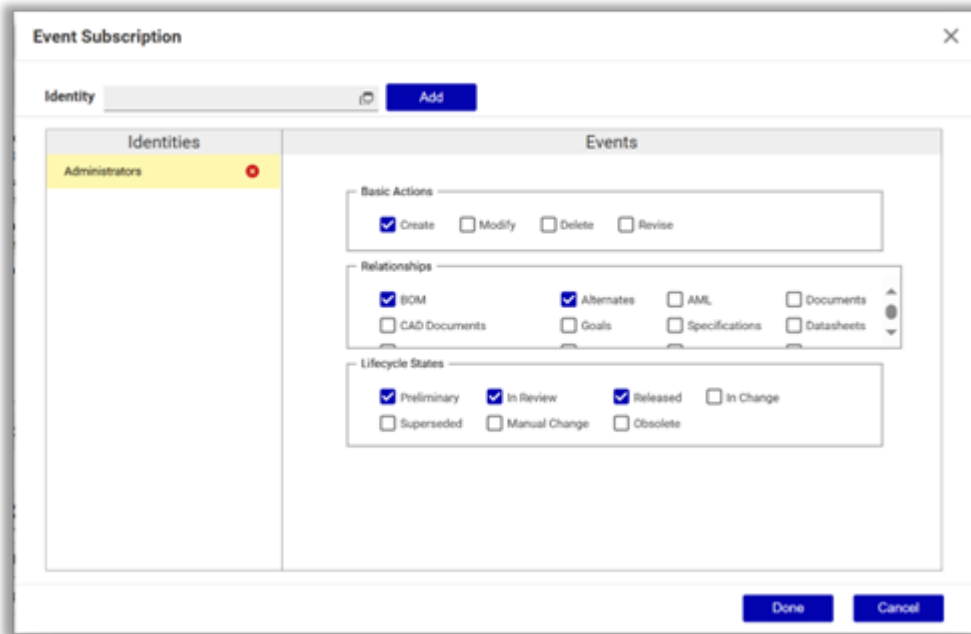 Event Subscription
Identity Add
Identities Events
Administrators
Basic Actions
Create Modify Delete Revise
Relationships
BOM Alternates AML Documents
CAD Documents Goals Specifications Datasheets
Lifecycle States
Preliminary In Review Released In Change
Superseded Manual Change Obsolete
Done Cancel